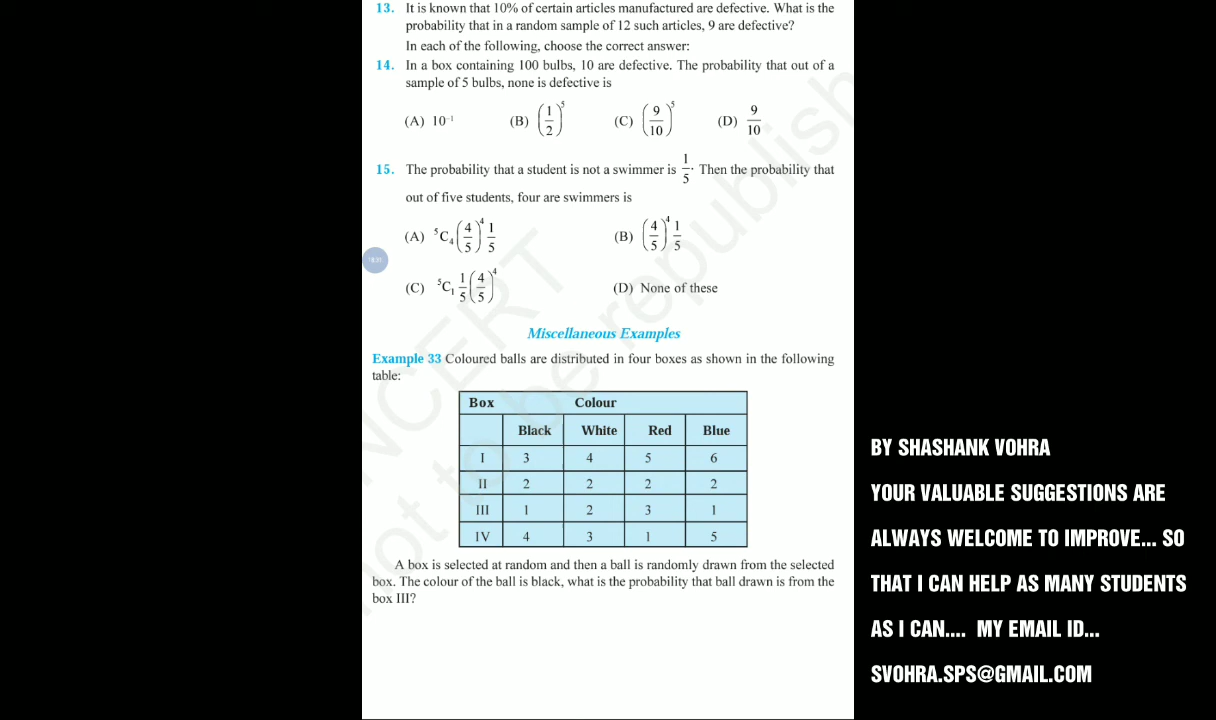 13. It is known that 10% of certain articles manufactured are defective. What is the
probability that in a random sample of 12 such articles, 9 are defective?
In each of the following, choose the correct answer:
14. In a box containing 100 bulbs, 10 are defective. The probability that out of a
sample of 5 bulbs, none is defective is
(A) 10⁻¹ (B) (1/2)⁵ (C) (9/10)⁵ (D) 9/10
15. The probability that a student is not a swimmer is 1/5. Then the probability that
out of five students, four are swimmers is
(A) ⁵C₄ (4/5)⁴ 1/5 (B) (4/5)⁴ 1/5
(C) ⁵C₁ 1/5 (4/5)⁴ (D) None of these
Miscellaneous Examples
Example 33 Coloured balls are distributed in four boxes as shown in the following
table:
Box Colour
Black White Red Blue
I 3 4 5 6
II 2 2 2 2
III 1 2 3 1
IV 4 3 1 5
A box is selected at random and then a ball is randomly drawn from the selected
box. The colour of the ball is black, what is the probability that ball drawn is from the
box III?
NCERT
not to be republish
BY SHASHANK VOHRA
YOUR VALUABLE SUGGESTIONS ARE
ALWAYS WELCOME TO IMPROVE... SO
THAT I CAN HELP AS MANY STUDENTS
AS I CAN.... MY EMAIL ID...
SVOHRA.SPS@GMAIL.COM